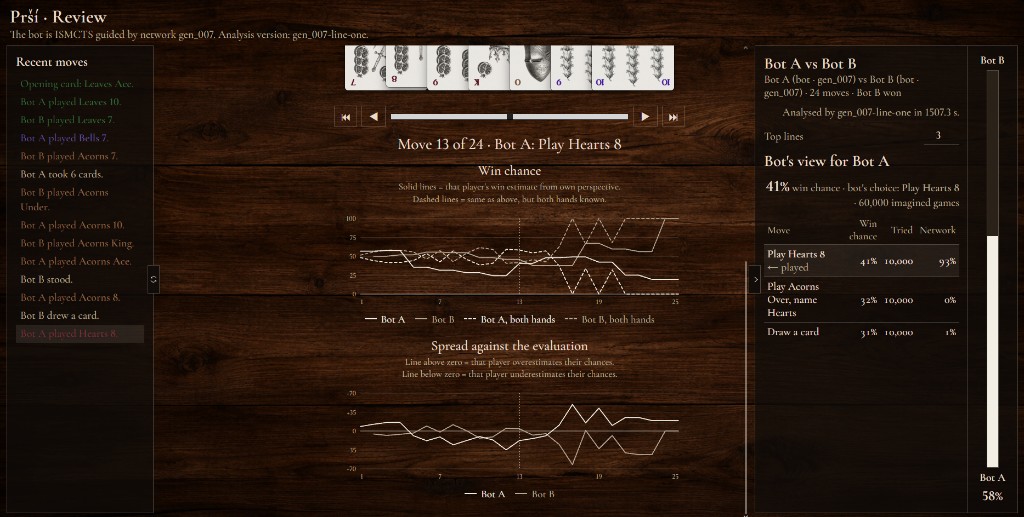 Prší · Review
The bot is ISMCTS guided by network gen_007. Analysis version: gen_007-line-one.
Recent moves
Opening card: Leaves Ace.
Bot A played Leaves 10.
Bot B played Leaves 7.
Bot A played Bells 7.
Bot B played Acorns 7.
Bot A took 6 cards.
Bot B played Acorns
Under.
Bot A played Acorns 10.
Bot B played Acorns King.
Bot A played Acorns Ace.
Bot B stood.
Bot A played Acorns 8.
Bot B drew a card.
Bot A played Hearts 8.
7
8
9
K
O
9
10
10
Move 13 of 24 · Bot A: Play Hearts 8
Win chance
Solid lines = that player's win estimate from own perspective.
Dashed lines = same as above, but both hands known.
100
75
50
25
0
1
7
13
19
25
Bot A
Bot B
Bot A, both hands
Bot B, both hands
Spread against the evaluation
Line above zero = that player overestimates their chances.
Line below zero = that player underestimates their chances.
-70
+35
0
35
-70
1
7
13
19
25
Bot A
Bot B
Bot A vs Bot B
Bot A (bot · gen_007) vs Bot B (bot ·
gen_007) · 24 moves · Bot B won
Analysed by gen_007-line-one in 1507.3 s.
Top lines 3
Bot's view for Bot A
41% win chance · bot's choice: Play Hearts 8
· 60,000 imagined games
Move Win chance Tried Network
Play Hearts 8 ← played 41% 10,000 93%
Play Acorns Over, name Hearts 32% 10,000 0%
Draw a card 31% 10,000 1%
Bot B
Bot A
58%